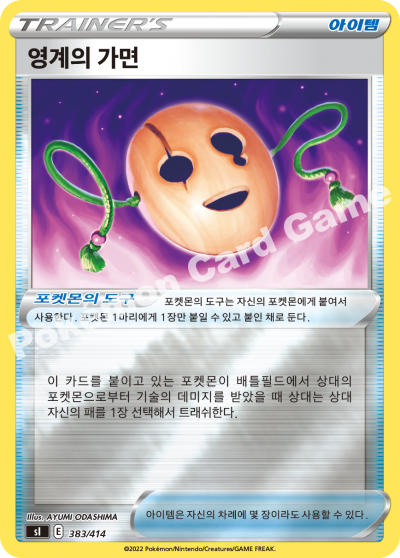 TRAINER'S
아이템
영계의 가면
포켓몬의 도구
포켓몬의 도구는 자신의 포켓몬에게 붙여서
사용한다. 포켓몬 1마리에게 1장만 붙일 수 있고 붙인 채로 둔다.
이 카드를 붙이고 있는 포켓몬이 배틀필드에서 상대의
포켓몬으로부터 기술의 데미지를 받았을 때 상대는 상대
자신의 패를 1장 선택해서 트래쉬한다.
Pokémon Card Game
Illus. AYUMI ODASHIMA
sI E 383/414
아이템은 자신의 차례에 몇 장이라도 사용할 수 있다.
©2022 Pokémon/Nintendo/Creatures/GAME FREAK.